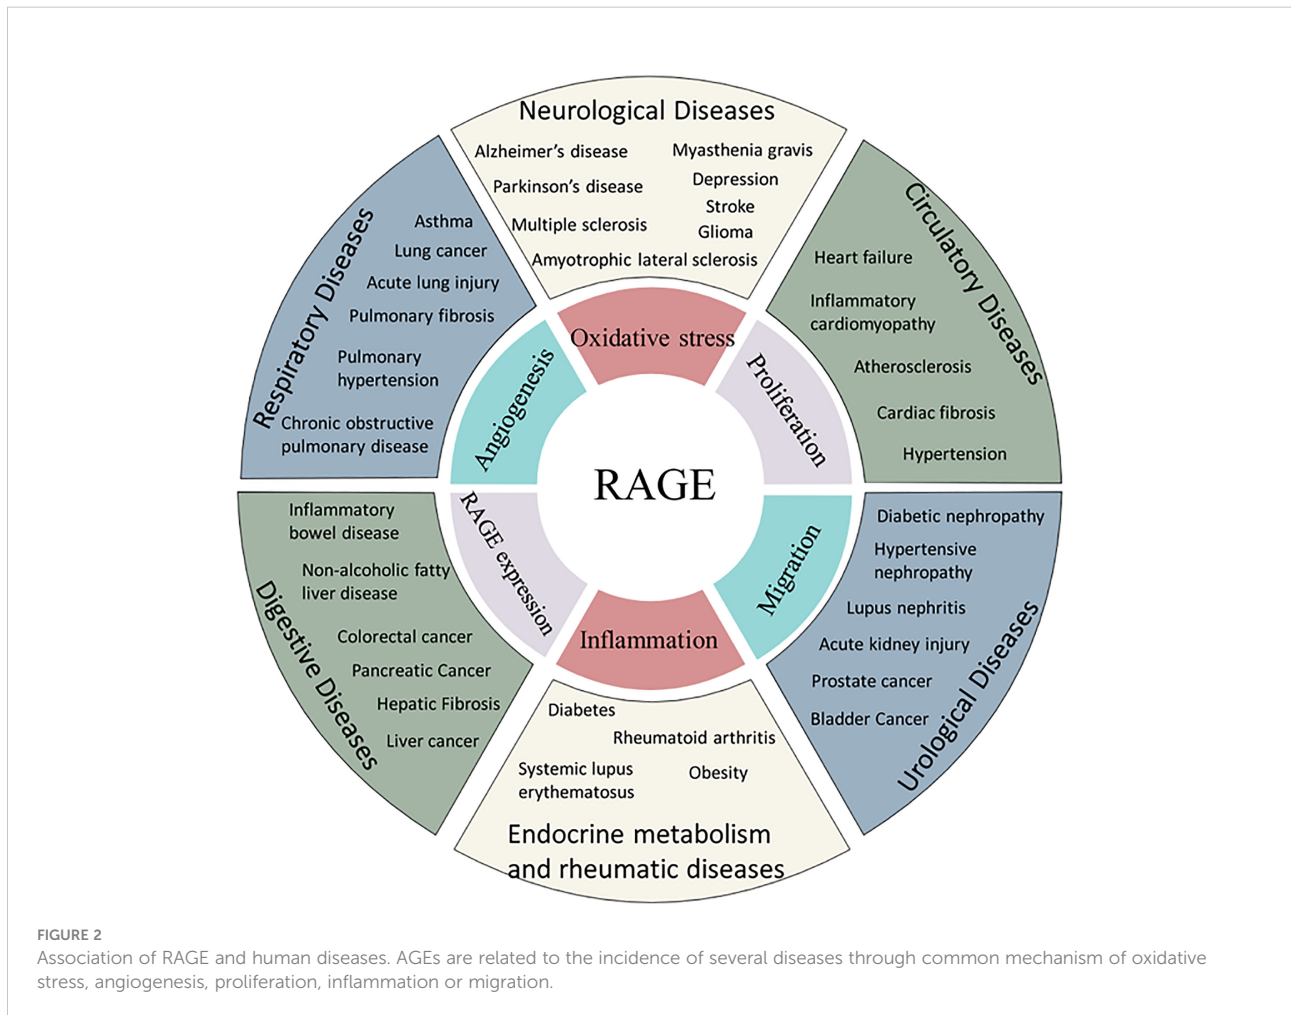 Neurological Diseases
Alzheimer's disease
Myasthenia gravis
Parkinson's disease
Depression
Multiple sclerosis
Stroke
Glioma
Amyotrophic lateral sclerosis
Circulatory Diseases
Heart failure
Inflammatory
cardiomyopathy
Atherosclerosis
Cardiac fibrosis
Hypertension
Urological Diseases
Diabetic nephropathy
Hypertensive
nephropathy
Lupus nephritis
Acute kidney injury
Prostate cancer
Bladder Cancer
Diabetes
Rheumatoid arthritis
Systemic lupus
erythematosus
Obesity
Endocrine metabolism
and rheumatic diseases
Digestive Diseases
Inflammatory
bowel disease
Non-alcoholic fatty
liver disease
Colorectal cancer
Pancreatic Cancer
Hepatic Fibrosis
Liver cancer
Respiratory Diseases
Asthma
Lung cancer
Acute lung injury
Pulmonary fibrosis
Pulmonary
hypertension
Chronic obstructive
pulmonary disease
Oxidative stress
Proliferation
Migration
Inflammation
RAGE expression
Angiogenesis
RAGE
FIGURE 2
Association of RAGE and human diseases. AGEs are related to the incidence of several diseases through common mechanism of oxidative
stress, angiogenesis, proliferation, inflammation or migration.